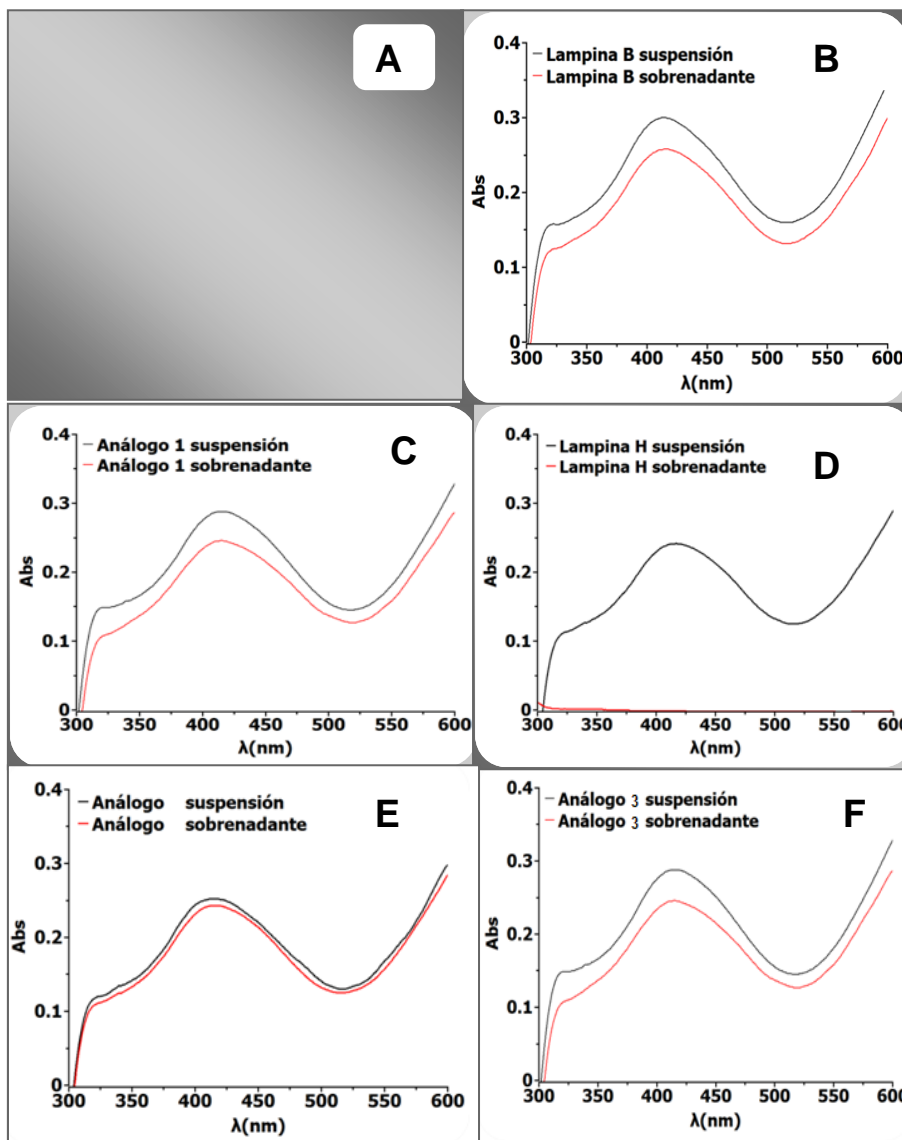 A
B
Lampina B suspensión
Lampina B sobrenadante
0.4
0.3
0.2
0.1
0
Abs
300 350 400 450 500 550 600
λ(nm)
C
Análogo 1 suspensión
Análogo 1 sobrenadante
0.4
0.3
0.2
0.1
0
Abs
300 350 400 450 500 550 600
λ(nm)
D
Lampina H suspensión
Lampina H sobrenadante
0.4
0.3
0.2
0.1
0
Abs
300 350 400 450 500 550 600
λ(nm)
E
Análogo suspensión
Análogo sobrenadante
0.4
0.3
0.2
0.1
0
Abs
300 350 400 450 500 550 600
λ(nm)
F
Análogo 3 suspensión
Análogo 3 sobrenadante
0.4
0.3
0.2
0.1
0
Abs
300 350 400 450 500 550 600
λ(nm)